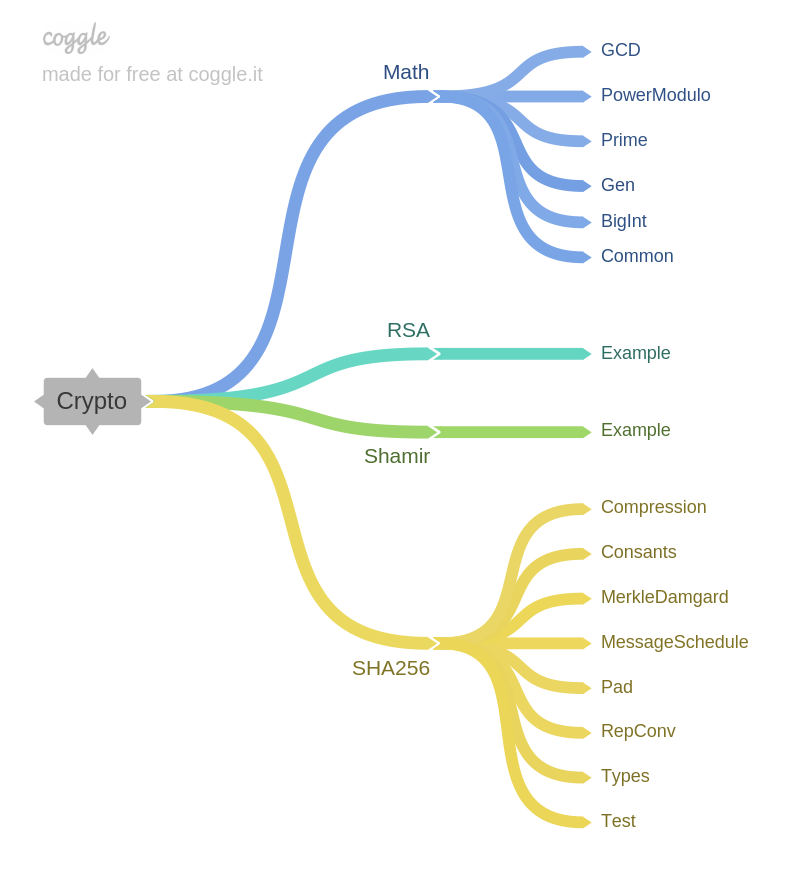 coggle
made for free at coggle.it
Crypto
Math
GCD
PowerModulo
Prime
Gen
BigInt
Common
RSA
Example
Shamir
Example
SHA256
Compression
Consants
MerkleDamgard
MessageSchedule
Pad
RepConv
Types
Test